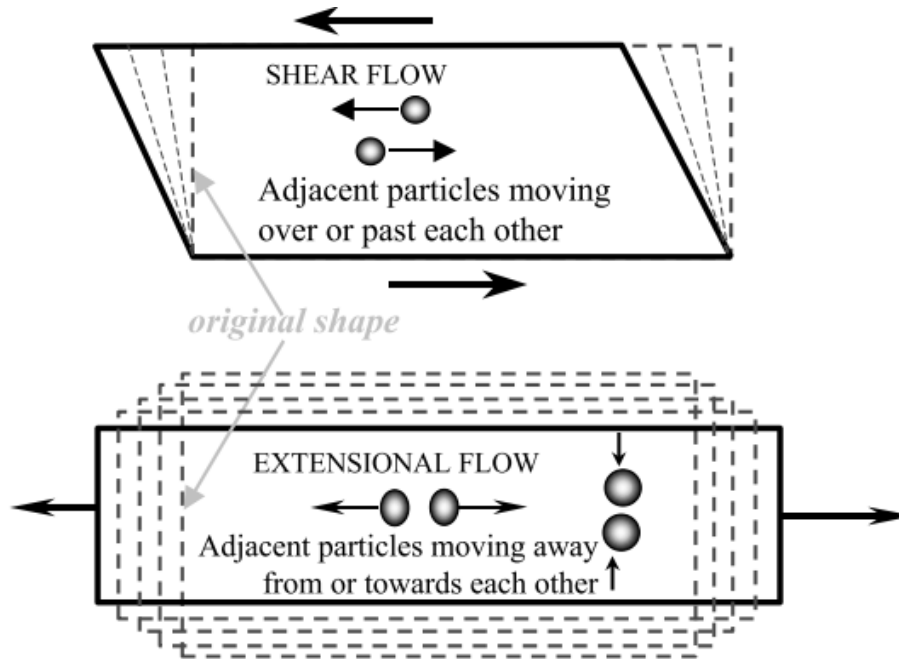 SHEAR FLOW
Adjacent particles moving
over or past each other
original shape
EXTENSIONAL FLOW
Adjacent particles moving away
from or towards each other